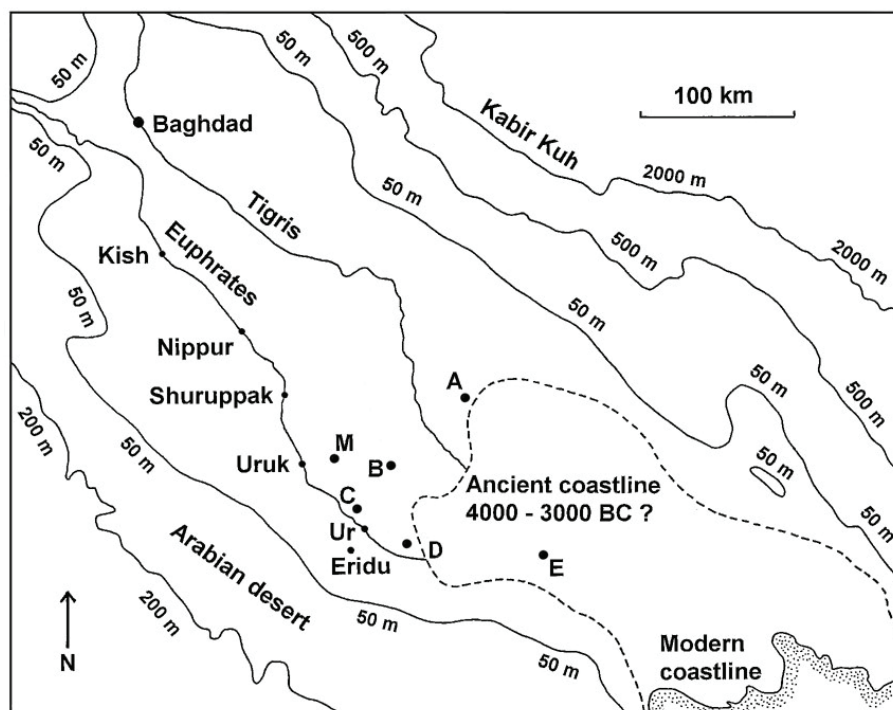 50 m
50 m
500 m
100 km
Kabir Kuh
Baghdad
50 m
50 m
2000 m
Tigris
Euphrates
Kish
500 m
2000 m
50 m
50 m
Nippur
A
50 m
500 m
Shuruppak
200 m
50 m
M
B
Uruk
50 m
Ancient coastline
4000 - 3000 BC ?
C
Ur
D
50 m
Eridu
E
Arabian desert
200 m
50 m
50 m
N
Modern
coastline